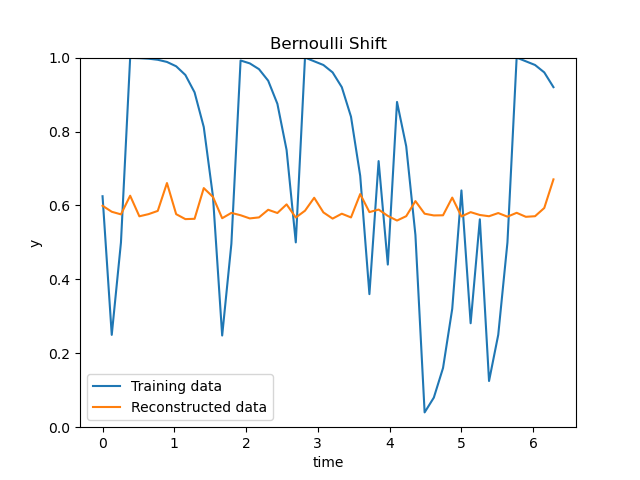 Bernoulli Shift
1.0
0.8
0.6
0.4
0.2
0.0
y
Training data
Reconstructed data
0 1 2 3 4 5 6
time